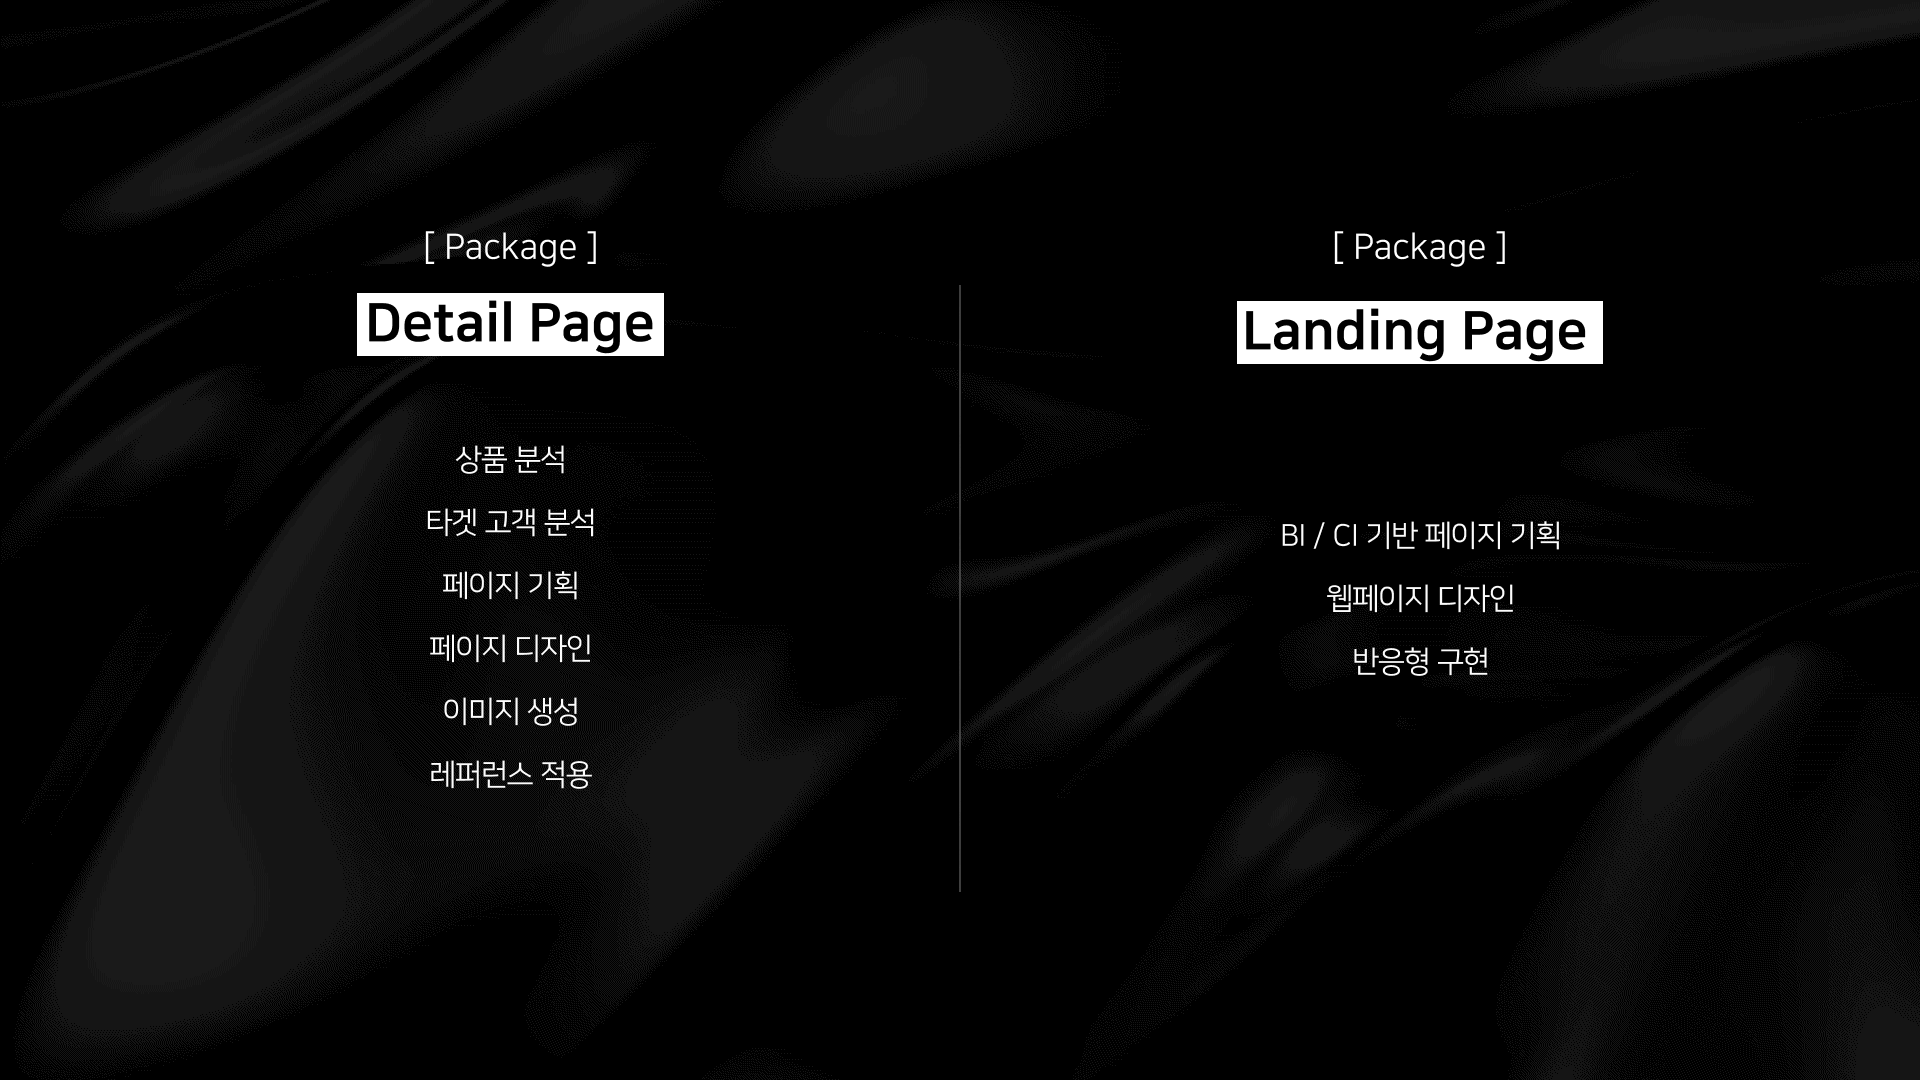 [ Package ]
Detail Page
상품 분석
타겟 고객 분석
페이지 기획
페이지 디자인
이미지 생성
레퍼런스 적용
[ Package ]
Landing Page
BI / CI 기반 페이지 기획
웹페이지 디자인
반응형 구현